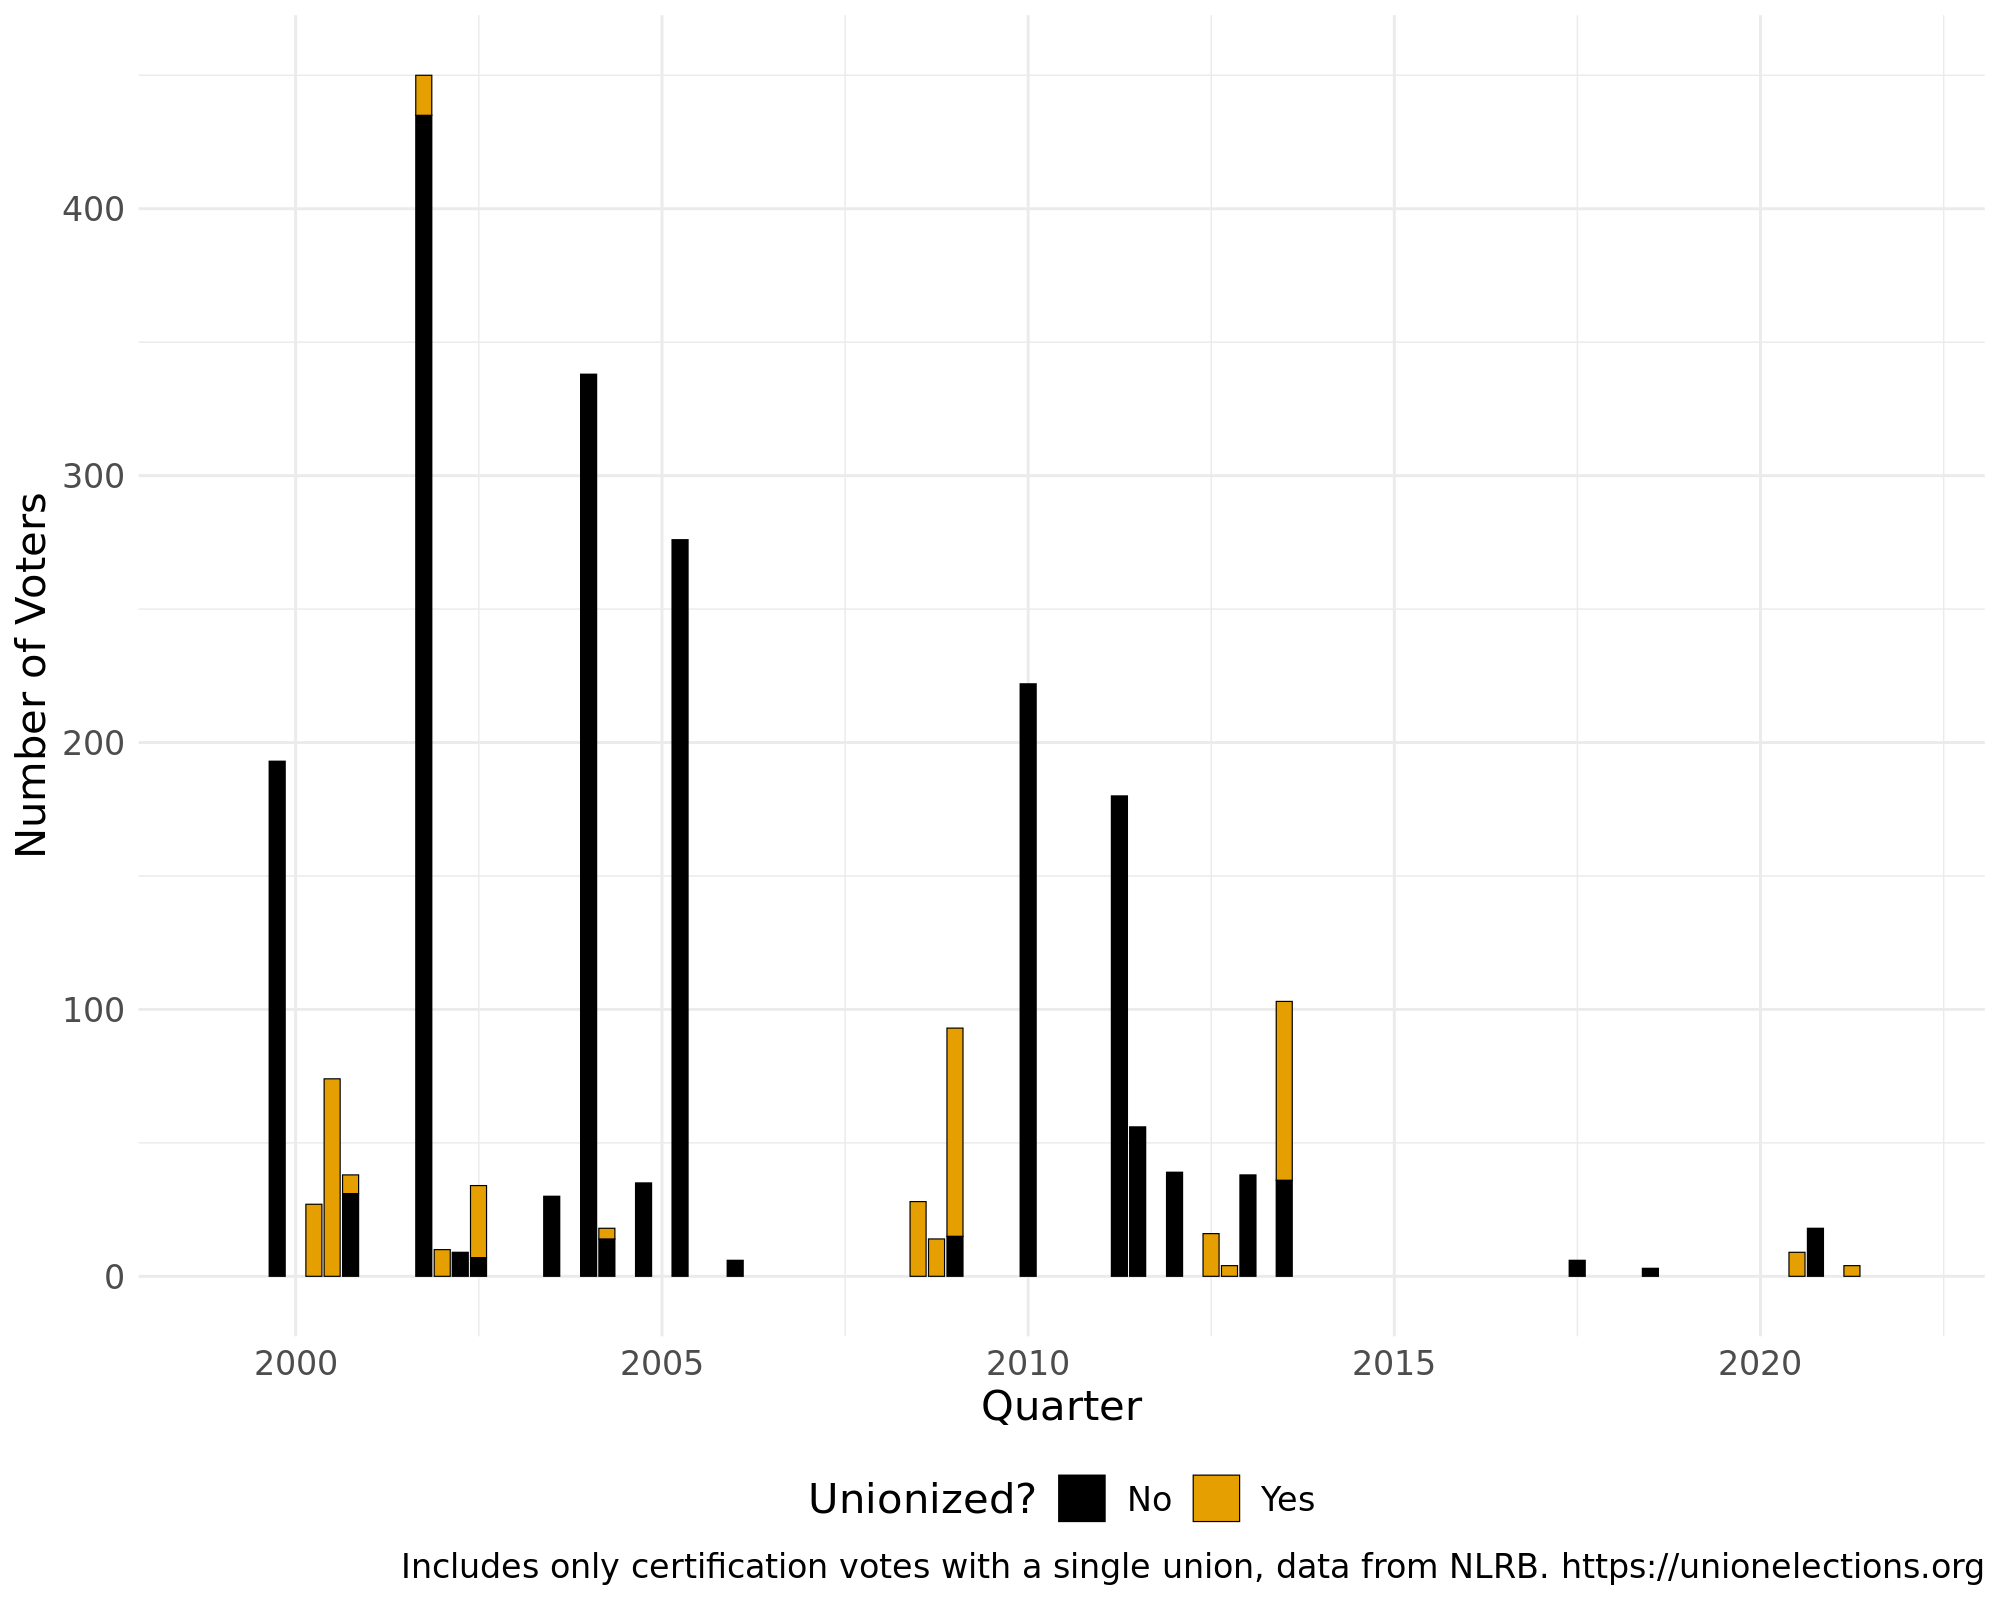 Number of Voters
400
300
200
100
0
2000 2005 2010 2015 2020
Quarter
Unionized? No Yes
Includes only certification votes with a single union, data from NLRB. https://unionelections.org